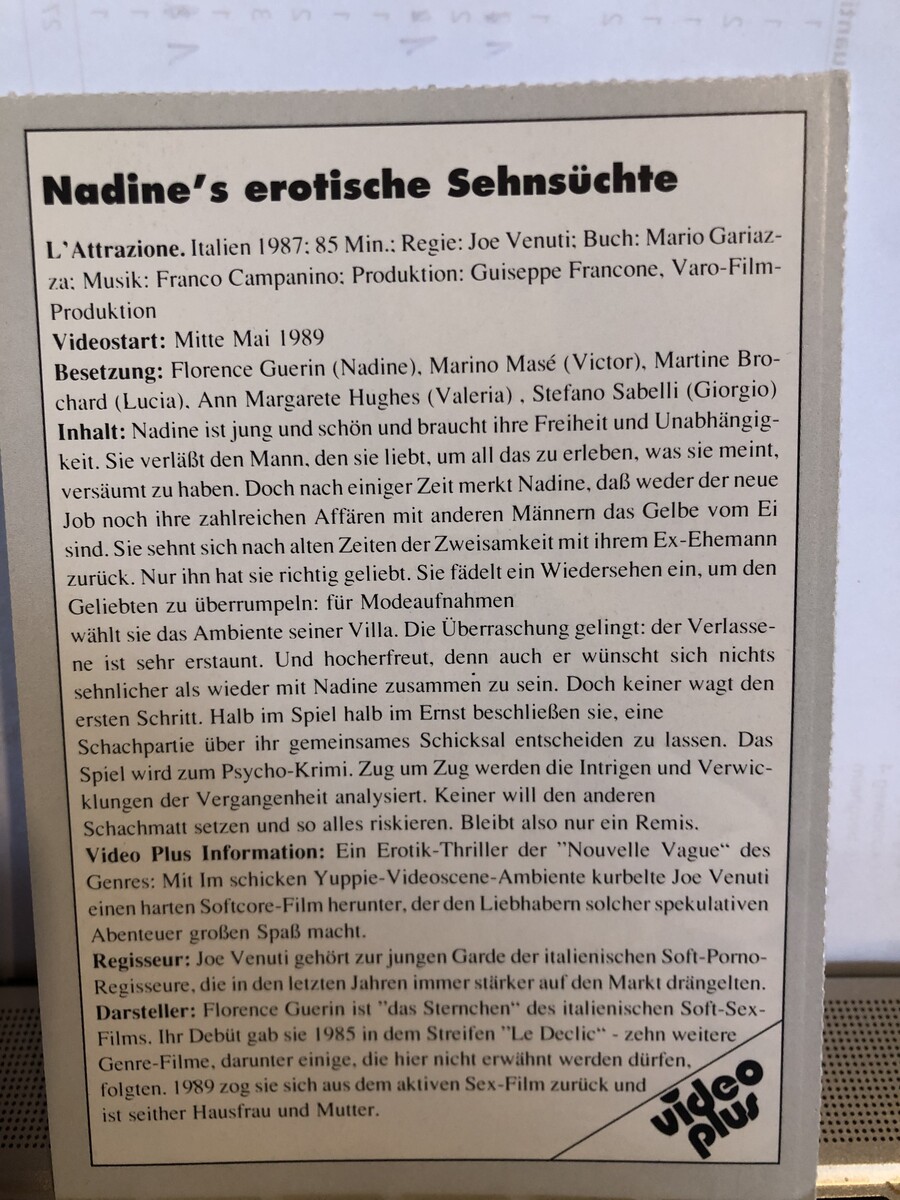 Nadine's erotische Sehnsüchte
L'Attrazione. Italien 1987; 85 Min.; Regie: Joe Venuti; Buch: Mario Gariaz-
za; Musik: Franco Campanino; Produktion: Guiseppe Francone, Varo-Film-
Produktion
Videostart: Mitte Mai 1989
Besetzung: Florence Guerin (Nadine), Marino Masé (Victor), Martine Bro-
chard (Lucia), Ann Margarete Hughes (Valeria) , Stefano Sabelli (Giorgio)
Inhalt: Nadine ist jung und schön und braucht ihre Freiheit und Unabhängig-
keit. Sie verläßt den Mann, den sie liebt, um all das zu erleben, was sie meint,
versäumt zu haben. Doch nach einiger Zeit merkt Nadine, daß weder der neue
Job noch ihre zahlreichen Affären mit anderen Männern das Gelbe vom Ei
sind. Sie sehnt sich nach alten Zeiten der Zweisamkeit mit ihrem Ex-Ehemann
zurück. Nur ihn hat sie richtig geliebt. Sie fädelt ein Wiedersehen ein, um den
Geliebten zu überrumpeln: für Modeaufnahmen
wählt sie das Ambiente seiner Villa. Die Überraschung gelingt: der Verlasse-
ne ist sehr erstaunt. Und hocherfreut, denn auch er wünscht sich nichts
sehnlicher als wieder mit Nadine zusammen zu sein. Doch keiner wagt den
ersten Schritt. Halb im Spiel halb im Ernst beschließen sie, eine
Schachpartie über ihr gemeinsames Schicksal entscheiden zu lassen. Das
Spiel wird zum Psycho-Krimi. Zug um Zug werden die Intrigen und Verwic-
klungen der Vergangenheit analysiert. Keiner will den anderen
Schachmatt setzen und so alles riskieren. Bleibt also nur ein Remis.
Video Plus Information: Ein Erotik-Thriller der "Nouvelle Vague“ des
Genres: Mit Im schicken Yuppie-Videoscene-Ambiente kurbelte Joe Venuti
einen harten Softcore-Film herunter, der den Liebhabern solcher spekulativen
Abenteuer großen Spaß macht.
Regisseur: Joe Venuti gehört zur jungen Garde der italienischen Soft-Porno-
Regisseure, die in den letzten Jahren immer stärker auf den Markt drängelten.
Darsteller: Florence Guerin ist "das Sternchen“ des italienischen Soft-Sex-
Films. Ihr Debüt gab sie 1985 in dem Streifen "Le Declic“ - zehn weitere
Genre-Filme, darunter einige, die hier nicht erwähnt werden dürfen,
folgten. 1989 zog sie sich aus dem aktiven Sex-Film zurück und
ist seither Hausfrau und Mutter.
video
plus